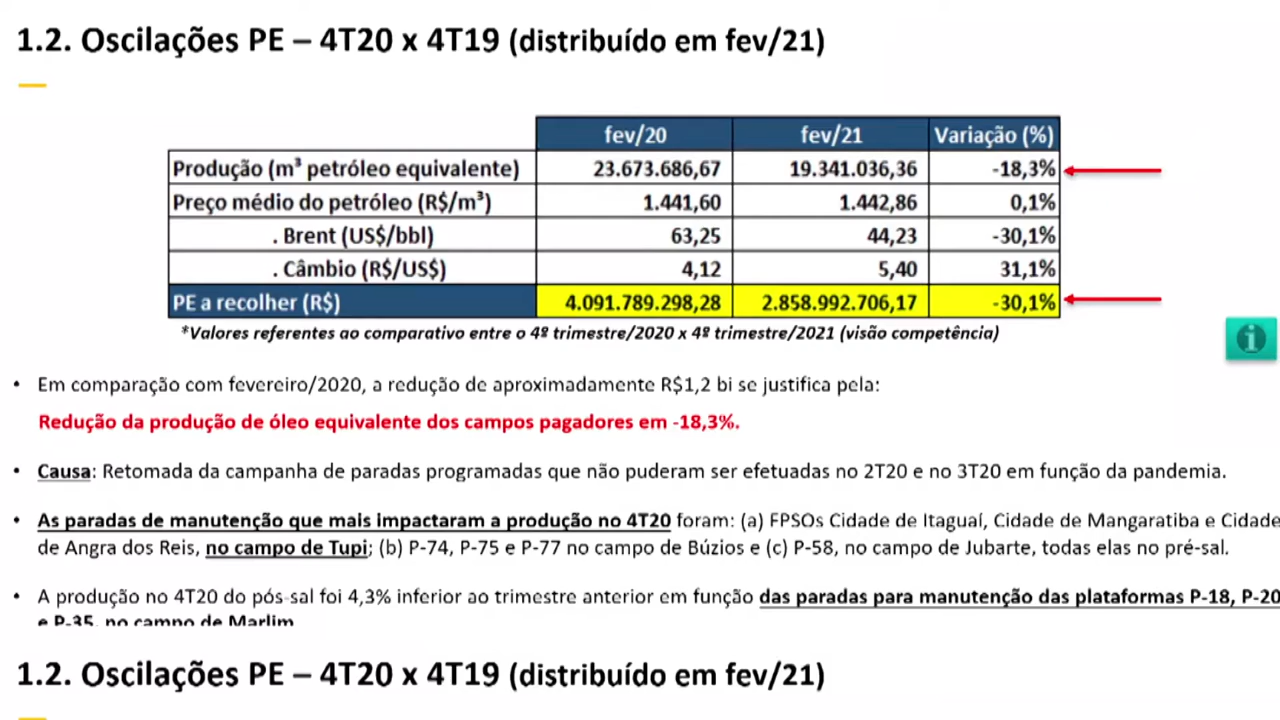 1.2. Oscilações PE – 4T20 x 4T19 (distribuído em fev/21)
fev/20 fev/21 Variação (%)
Produção (m³ petróleo equivalente) 23.673.686,67 19.341.036,36 -18,3%
Preço médio do petróleo (R$/m³) 1.441,60 1.442,86 0,1%
. Brent (US$/bbl) 63,25 44,23 -30,1%
. Câmbio (R$/US$) 4,12 5,40 31,1%
PE a recolher (R$) 4.091.789.298,28 2.858.992.706,17 -30,1%
*Valores referentes ao comparativo entre o 4º trimestre/2020 x 4º trimestre/2021 (visão competência)
• Em comparação com fevereiro/2020, a redução de aproximadamente R$1,2 bi se justifica pela:
Redução da produção de óleo equivalente dos campos pagadores em -18,3%.
• Causa: Retomada da campanha de paradas programadas que não puderam ser efetuadas no 2T20 e no 3T20 em função da pandemia.
• As paradas de manutenção que mais impactaram a produção no 4T20 foram: (a) FPSOs Cidade de Itaguaí, Cidade de Mangaratiba e Cidade
de Angra dos Reis, no campo de Tupi; (b) P-74, P-75 e P-77 no campo de Búzios e (c) P-58, no campo de Jubarte, todas elas no pré-sal.
• A produção no 4T20 do pós-sal foi 4,3% inferior ao trimestre anterior em função das paradas para manutenção das plataformas P-18, P-20
e P-35, no campo de Marlim
1.2. Oscilações PE – 4T20 x 4T19 (distribuído em fev/21)